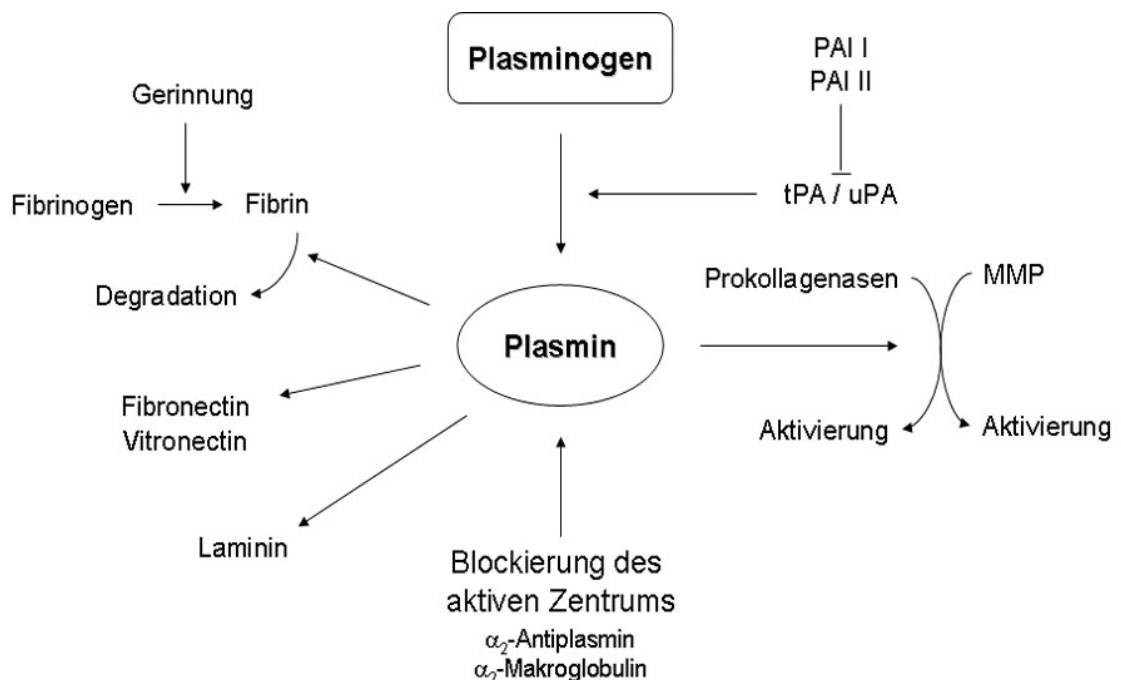 Plasminogen
PAI I
PAI II
Gerinnung
Fibrinogen
Fibrin
tPA / uPA
Degradation
Prokollagenasen
MMP
Plasmin
Fibronectin
Vitronectin
Aktivierung
Aktivierung
Laminin
Blockierung des
aktiven Zentrums
α₂-Antiplasmin
α₂-Makroglobulin